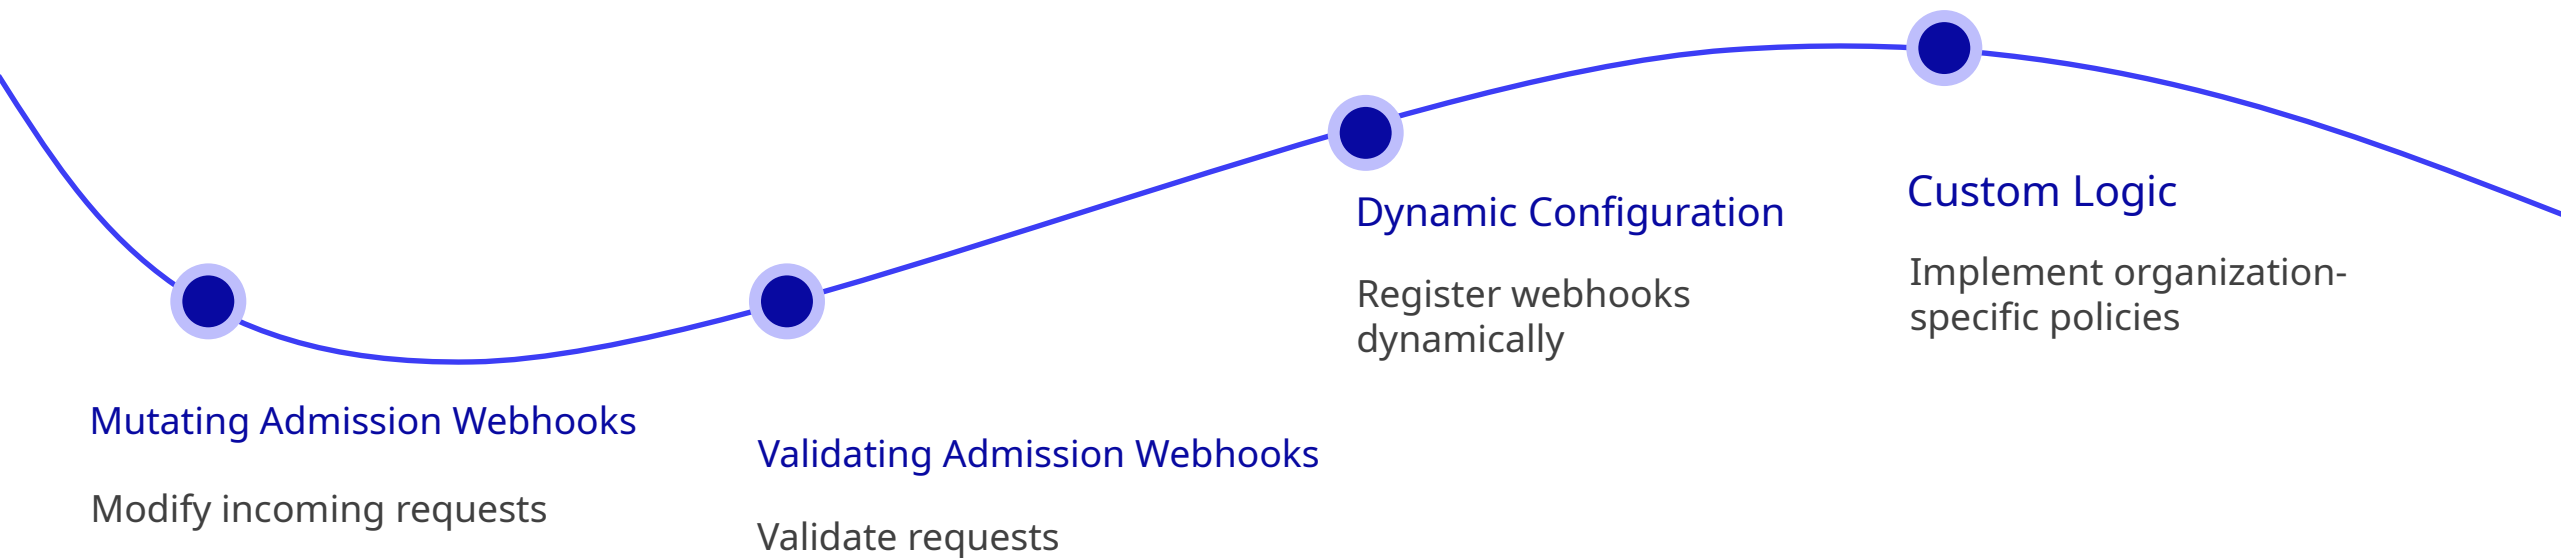 Mutating Admission Webhooks
Modify incoming requests
Validating Admission Webhooks
Validate requests
Dynamic Configuration
Register webhooks
dynamically
Custom Logic
Implement organization-
specific policies